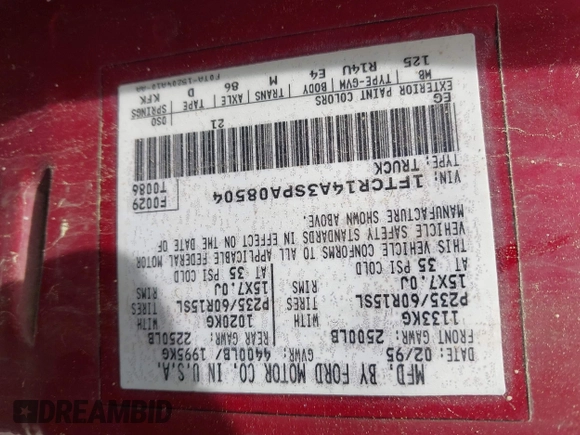 MFD. BY FORD MOTOR CO. IN U.S.A.
DATE: 02/95 GVWR: 4400LB/ 1995KG
FRONT GAWR: 2500LB REAR GAWR: 2250LB
1133KG WITH 1020KG WITH
P235/60R15SL TIRES P235/60R15SL TIRES
15X7.0J RIMS 15X7.0J RIMS
AT 35 PSI COLD AT 35 PSI COLD
THIS VEHICLE CONFORMS TO ALL APPLICABLE FEDERAL MOTOR
VEHICLE SAFETY STANDARDS IN EFFECT ON THE DATE OF
MANUFACTURE SHOWN ABOVE.
VIN: 1FTCR14A3SPA08504 F0029
TYPE: TRUCK T0086
EG 21
EXTERIOR PAINT COLORS DSO
WB TYPE-GVW BODY TRANS AXLE TAPE SPRINGS
125 R14U E4 M 86 D KFK
DREAMBID